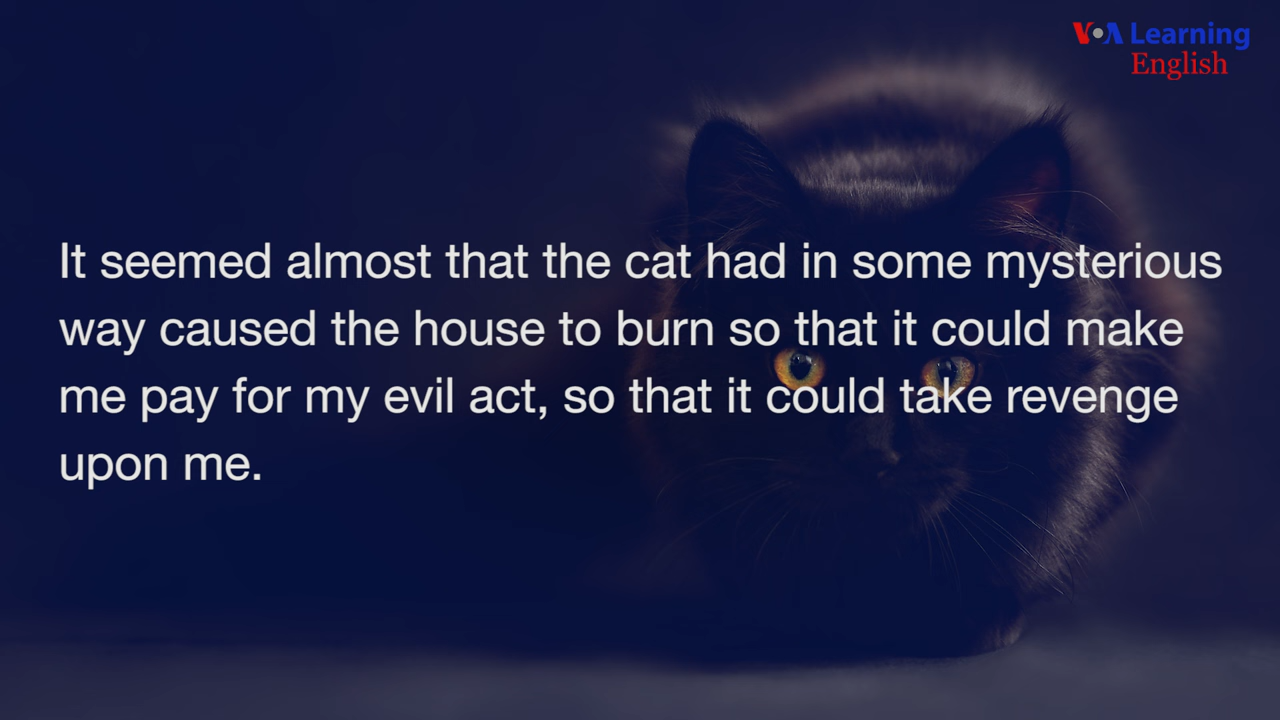 VOA Learning
English
It seemed almost that the cat had in some mysterious
way caused the house to burn so that it could make
me pay for my evil act, so that it could take revenge
upon me.